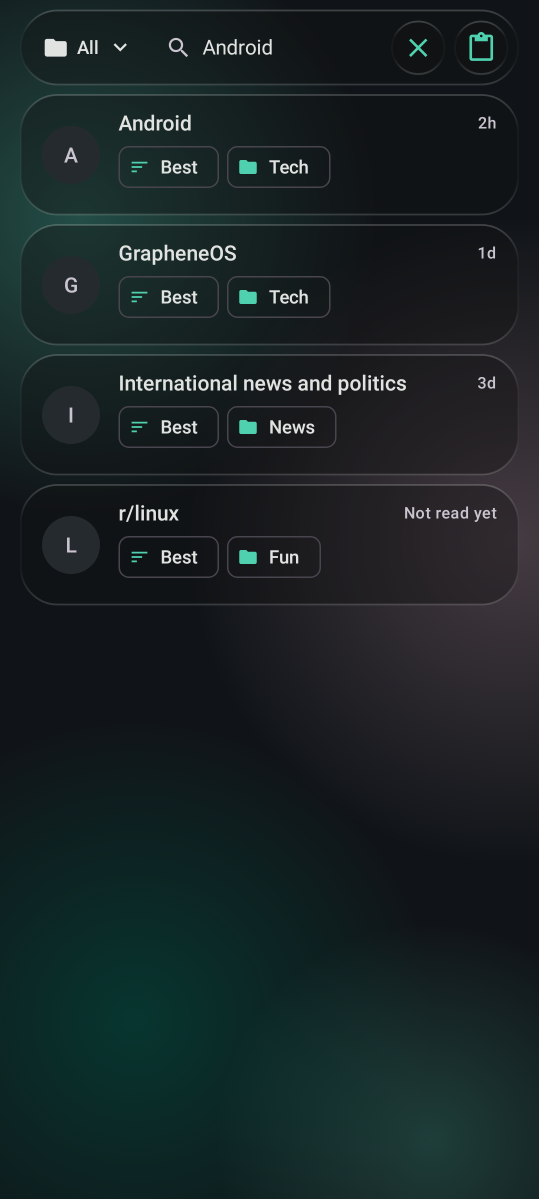 All Android
Android 2h
A
Best Tech
GrapheneOS 1d
G
Best Tech
International news and politics 3d
I
Best News
r/linux Not read yet
L
Best Fun